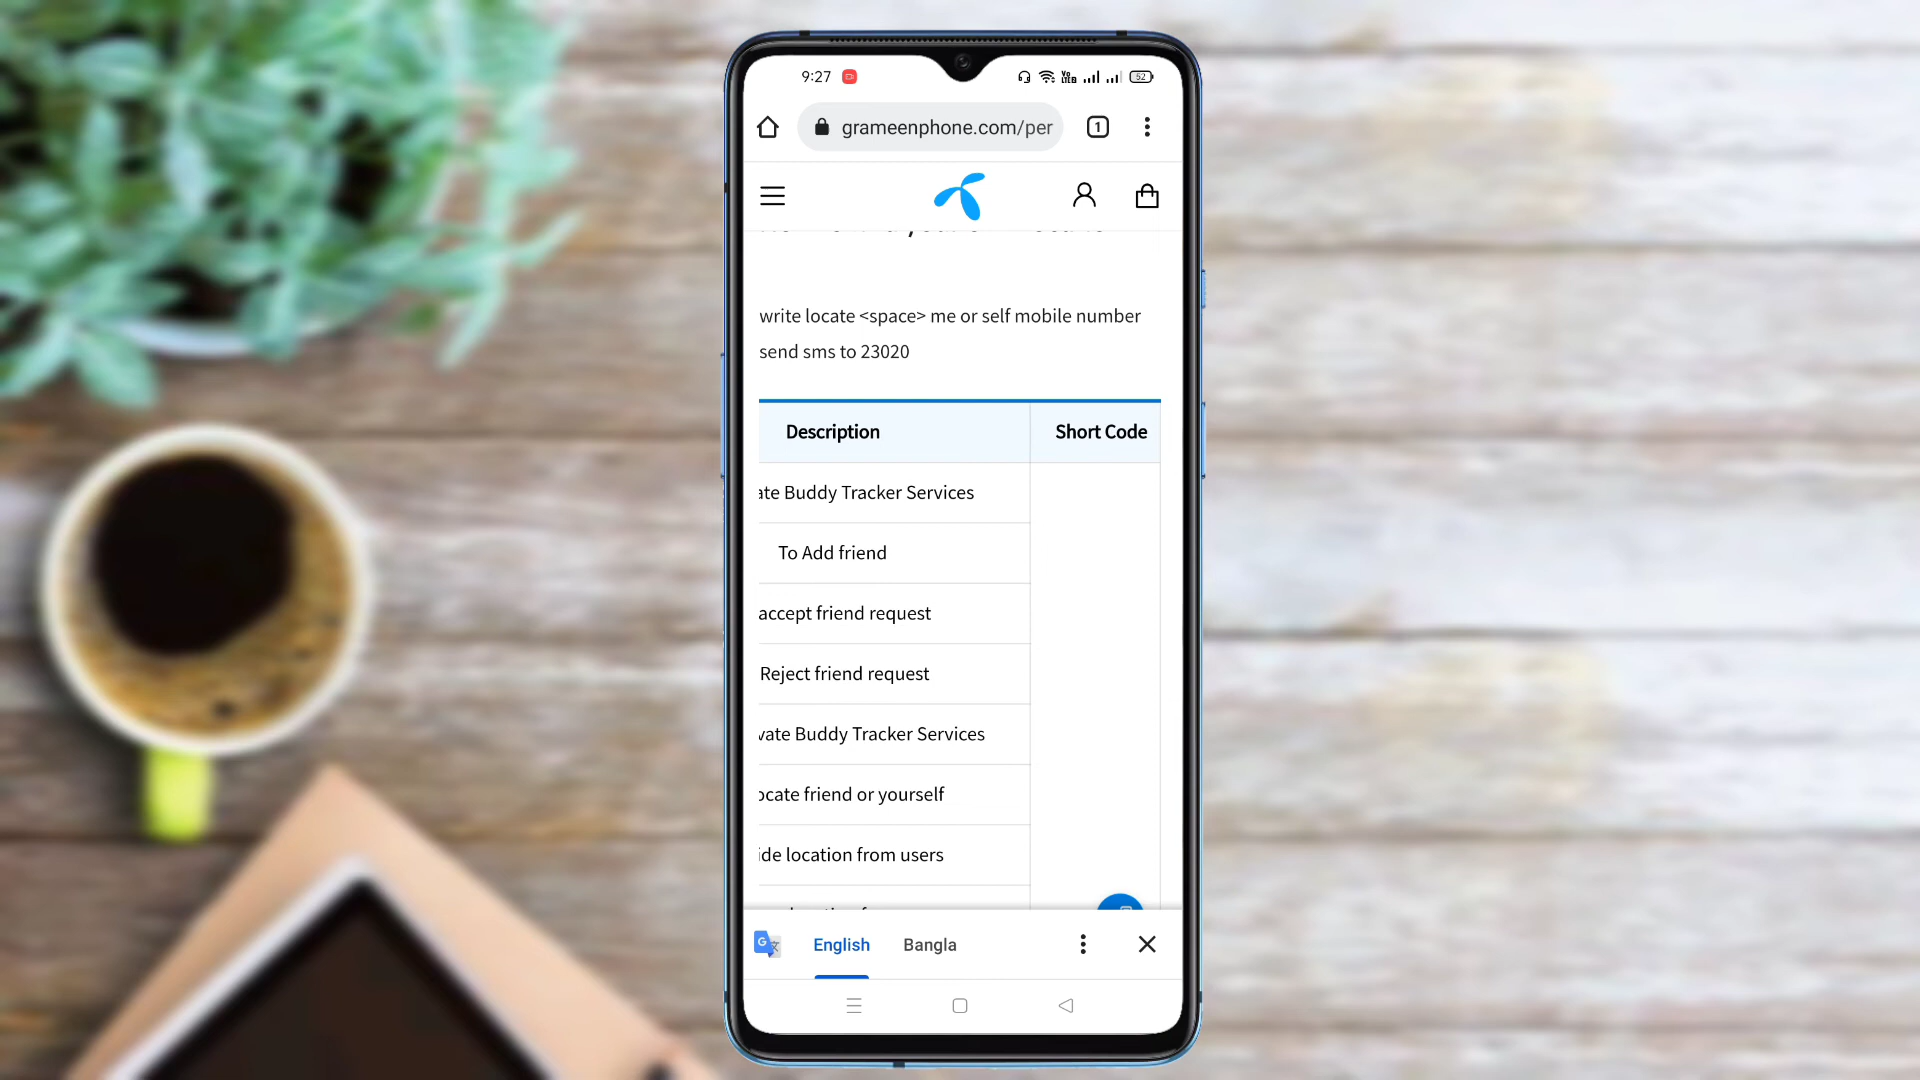 9:27
52
grameenphone.com/per
1
write locate <space> me or self mobile number
send sms to 23020
Description
Short Code
ate Buddy Tracker Services
To Add friend
accept friend request
Reject friend request
vate Buddy Tracker Services
ocate friend or yourself
ide location from users
English
Bangla